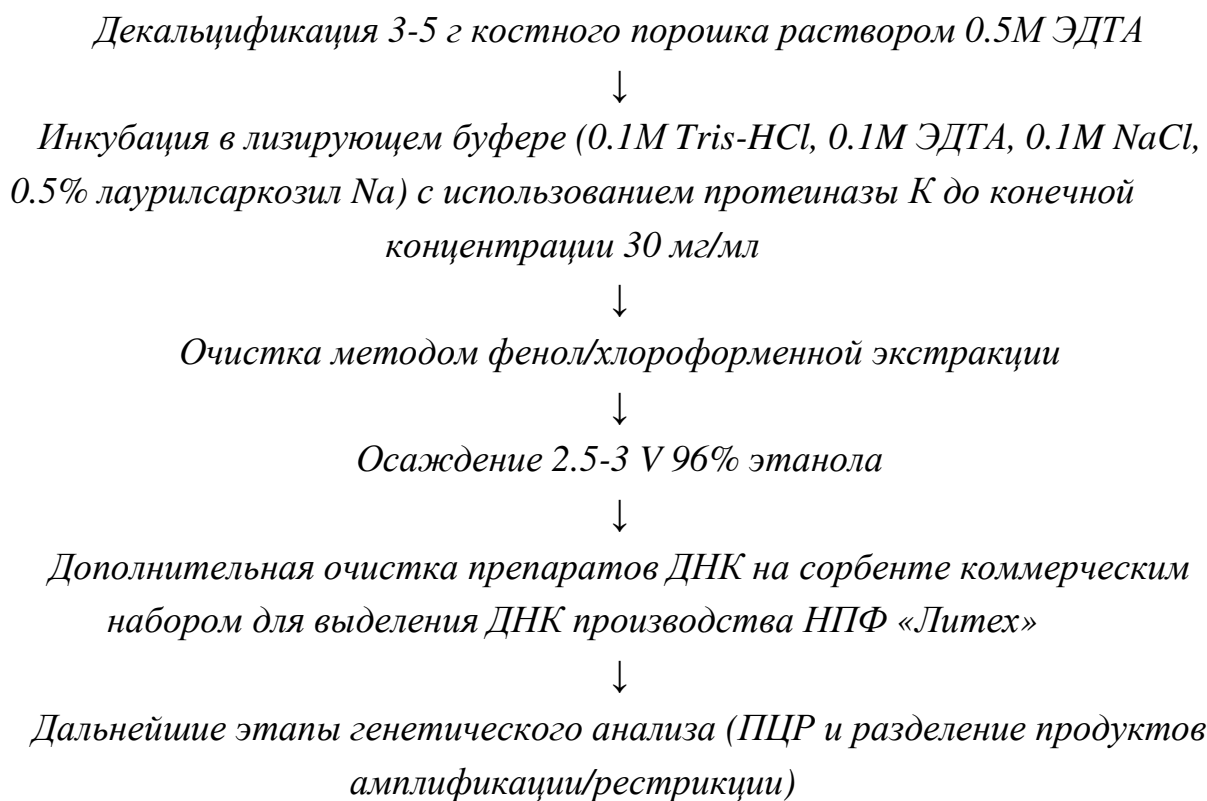 Декальцификация 3-5 г костного порошка раствором 0.5М ЭДТА
↓
Инкубация в лизирующем буфере (0.1М Tris-HCl, 0.1М ЭДТА, 0.1М NaCl,
0.5% лаурилсаркозил Na) с использованием протеиназы К до конечной
концентрации 30 мг/мл
↓
Очистка методом фенол/хлороформенной экстракции
↓
Осаждение 2.5-3 V 96% этанола
↓
Дополнительная очистка препаратов ДНК на сорбенте коммерческим
набором для выделения ДНК производства НПФ «Литех»
↓
Дальнейшие этапы генетического анализа (ПЦР и разделение продуктов
амплификации/рестрикции)